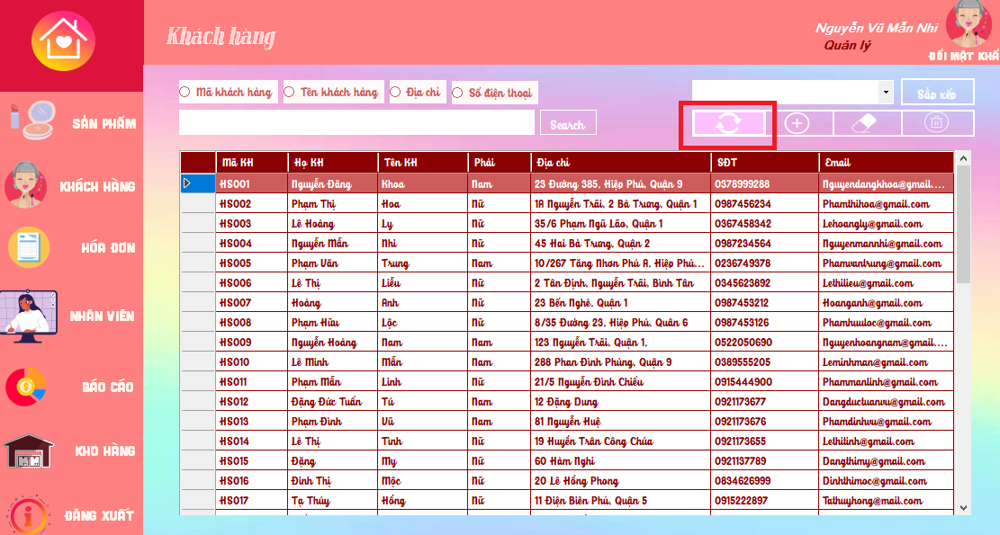 Khách hàng
Nguyễn Vũ Mẫn Nhi
Quản lý
ĐỔI MẬT KHẨ
SẢN PHẨM
KHÁCH HÀNG
HÓA ĐƠN
NHÂN VIÊN
BÁO CÁO
KHO HÀNG
ĐĂNG XUẤT
Mã khách hàng Tên khách hàng Địa chỉ Số điện thoại
Sắp xếp
Search
Mã KH Họ KH Tên KH Phái Địa chỉ SĐT Email
HS001 Nguyễn Đăng Khoa Nam 23 Đường 385, Hiệp Phú, Quận 9 0378999288 Nguyendangkhoa@gmail....
HS002 Phạm Thị Hoa Nữ 1A Nguyễn Trãi, 2 Bà Trưng, Quận 1 0987456234 Phamthihoa@gmail.com
HS003 Lê Hoàng Ly Nữ 35/6 Phạm Ngũ Lão, Quận 1 0367458342 Lehoangly@gmail.com
HS004 Nguyễn Mẫn Nhi Nữ 45 Hai Bà Trưng, Quận 2 0987234564 Nguyenmannhi@gmail.com
HS005 Phạm Văn Trung Nam 10/267 Tăng Nhơn Phú A, Hiệp Phú... 0236749378 Phamvantrung@gmail.com
HS006 Lê Thị Liễu Nữ 2 Tân Định, Nguyễn Trãi, Bình Tân 0345623892 Lethilieu@gmail.com
HS007 Hoàng Anh Nữ 23 Bến Nghé, Quận 1 0987453212 Hoanganh@gmail.com
HS008 Phạm Hữu Lộc Nữ 8/35 Đường 23, Hiệp Phú, Quận 6 0987453126 Phamhuuloc@gmail.com
HS009 Nguyễn Hoàng Nam Nam 123 Nguyễn Trãi, Quận 1, 0522050690 Nguyenhoangnam@gmail....
HS010 Lê Minh Mẫn Nam 288 Phan Đình Phùng, Quận 9 0389555205 Leminhman@gmail.com
HS011 Phạm Mẫn Linh Nữ 21/5 Nguyễn Đình Chiểu 0915444900 Phammanlinh@gmail.com
HS012 Đặng Đức Tuấn Tú Nam 12 Đặng Dung 0921173677 Dangductuanvu@gmail.com
HS013 Phạm Đình Vũ Nam 81 Nguyễn Huệ 0921173676 Phamdinhvu@gmail.com
HS014 Lê Thị Tình Nữ 19 Huyền Trân Công Chúa 0921173655 Lethitinh@gmail.com
HS015 Đặng My Nữ 60 Hàm Nghi 0921137789 Dangthimy@gmail.com
HS016 Đinh Thị Mộc Nữ 20 Lê Hồng Phong 0834626999 Dinhthimoc@gmail.com
HS017 Tạ Thúy Hồng Nữ 11 Điện Biên Phủ, Quận 5 0915222897 Tathuyhong@mail.com